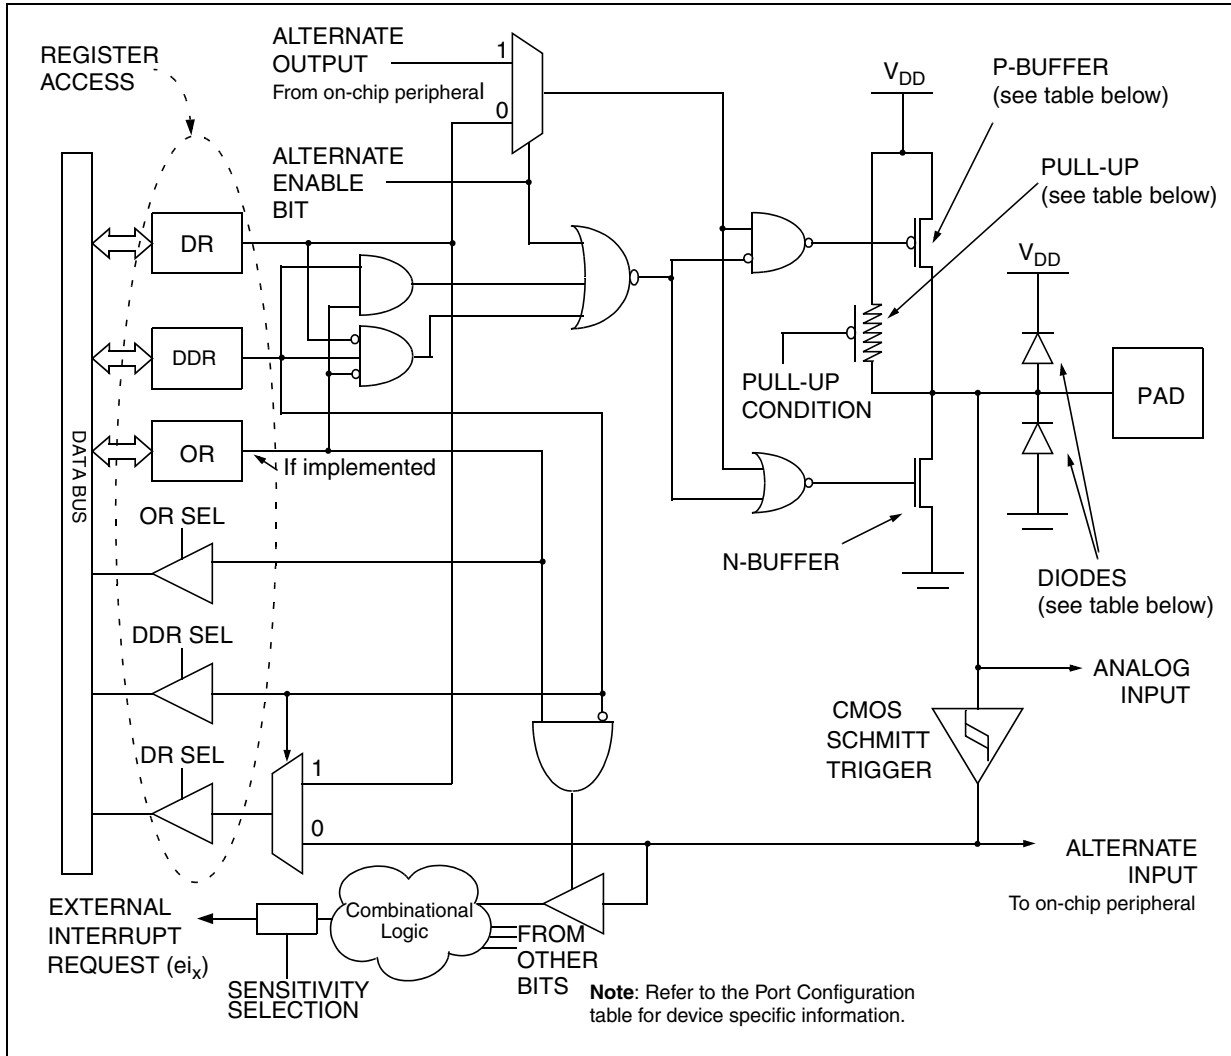 REGISTER
ACCESS
ALTERNATE
OUTPUT
From on-chip peripheral
1
0
ALTERNATE
ENABLE
BIT
VDD
P-BUFFER
(see table below)
PULL-UP
(see table below)
VDD
DR
DDR
OR
If implemented
DATA BUS
PULL-UP
CONDITION
PAD
N-BUFFER
DIODES
(see table below)
OR SEL
DDR SEL
DR SEL
1
0
ANALOG
INPUT
CMOS
SCHMITT
TRIGGER
ALTERNATE
INPUT
To on-chip peripheral
EXTERNAL
INTERRUPT
REQUEST (eix)
Combinational
Logic
FROM
OTHER
BITS
SENSITIVITY
SELECTION
Note: Refer to the Port Configuration
table for device specific information.